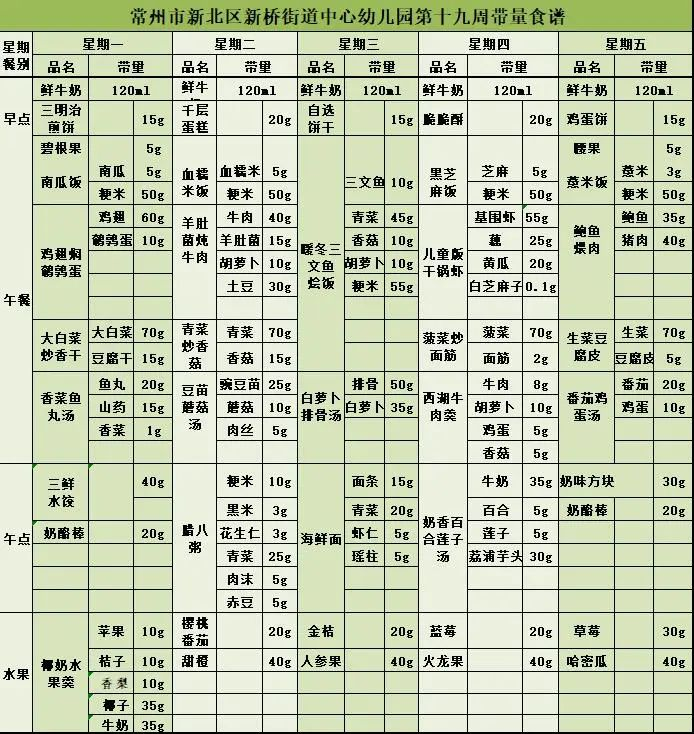 常州市新北区新桥街道中心幼儿园第十九周带量食谱
星期 星期一 星期二 星期三 星期四 星期五
餐别 品名 带量 品名 带量 品名 带量 品名 带量 品名 带量
早点
鲜牛奶 120ml 鲜牛 120ml 鲜牛奶 120ml 鲜牛奶 120ml 鲜牛奶 120ml
三明治煎饼 15g 千层蛋糕 20g 自选饼干 15g 脆脆酥 20g 鸡蛋饼 15g
午餐
碧根果 5g 腰果 5g
南瓜饭 南瓜 5g 血糯米饭 血糯米 5g 暖冬三文鱼烩饭 三文鱼 10g 黑芝麻饭 芝麻 5g 薏米饭 薏米 3g
粳米 50g 粳米 50g 粳米 50g 粳米 50g
鸡翅焖鹌鹑蛋 鸡翅 60g 羊肚菌炖牛肉 牛肉 40g 青菜 45g 儿童版干锅虾 基围虾 55g 鲍鱼煨肉 鲍鱼 35g
鹌鹑蛋 10g 羊肚菌 15g 香菇 10g 藕 25g 猪肉 40g
胡萝卜 10g 胡萝卜 10g 黄瓜 20g
土豆 30g 粳米 55g 白芝麻子 0.1g
大白菜炒香干 大白菜 70g 青菜炒香菇 青菜 70g 菠菜炒面筋 菠菜 70g 生菜豆腐皮 生菜 70g
豆腐干 15g 香菇 15g 面筋 2g 豆腐皮 5g
香菜鱼丸汤 鱼丸 20g 豆苗蘑菇汤 豌豆苗 25g 白萝卜排骨汤 排骨 50g 西湖牛肉羹 牛肉 8g 番茄鸡蛋汤 番茄 20g
山药 15g 蘑菇 10g 白萝卜 35g 胡萝卜 10g 鸡蛋 10g
香菜 1g 肉丝 5g 鸡蛋 5g
香菇 5g
午点
三鲜水饺 40g 腊八粥 粳米 10g 海鲜面 面条 15g 奶香百合莲子汤 牛奶 35g 奶味方块 30g
黑米 3g 青菜 20g 百合 5g 奶酪棒 20g
奶酪棒 20g 花生仁 3g 虾仁 5g 莲子 5g
青菜 25g 瑶柱 5g 荔浦芋头 30g
肉沫 5g
赤豆 5g
水果
椰奶水果羹 苹果 10g 樱桃番茄 20g 金桔 20g 蓝莓 20g 草莓 30g
桔子 10g 甜橙 40g 人参果 40g 火龙果 40g 哈密瓜 40g
香梨 10g
椰子 35g
牛奶 35g